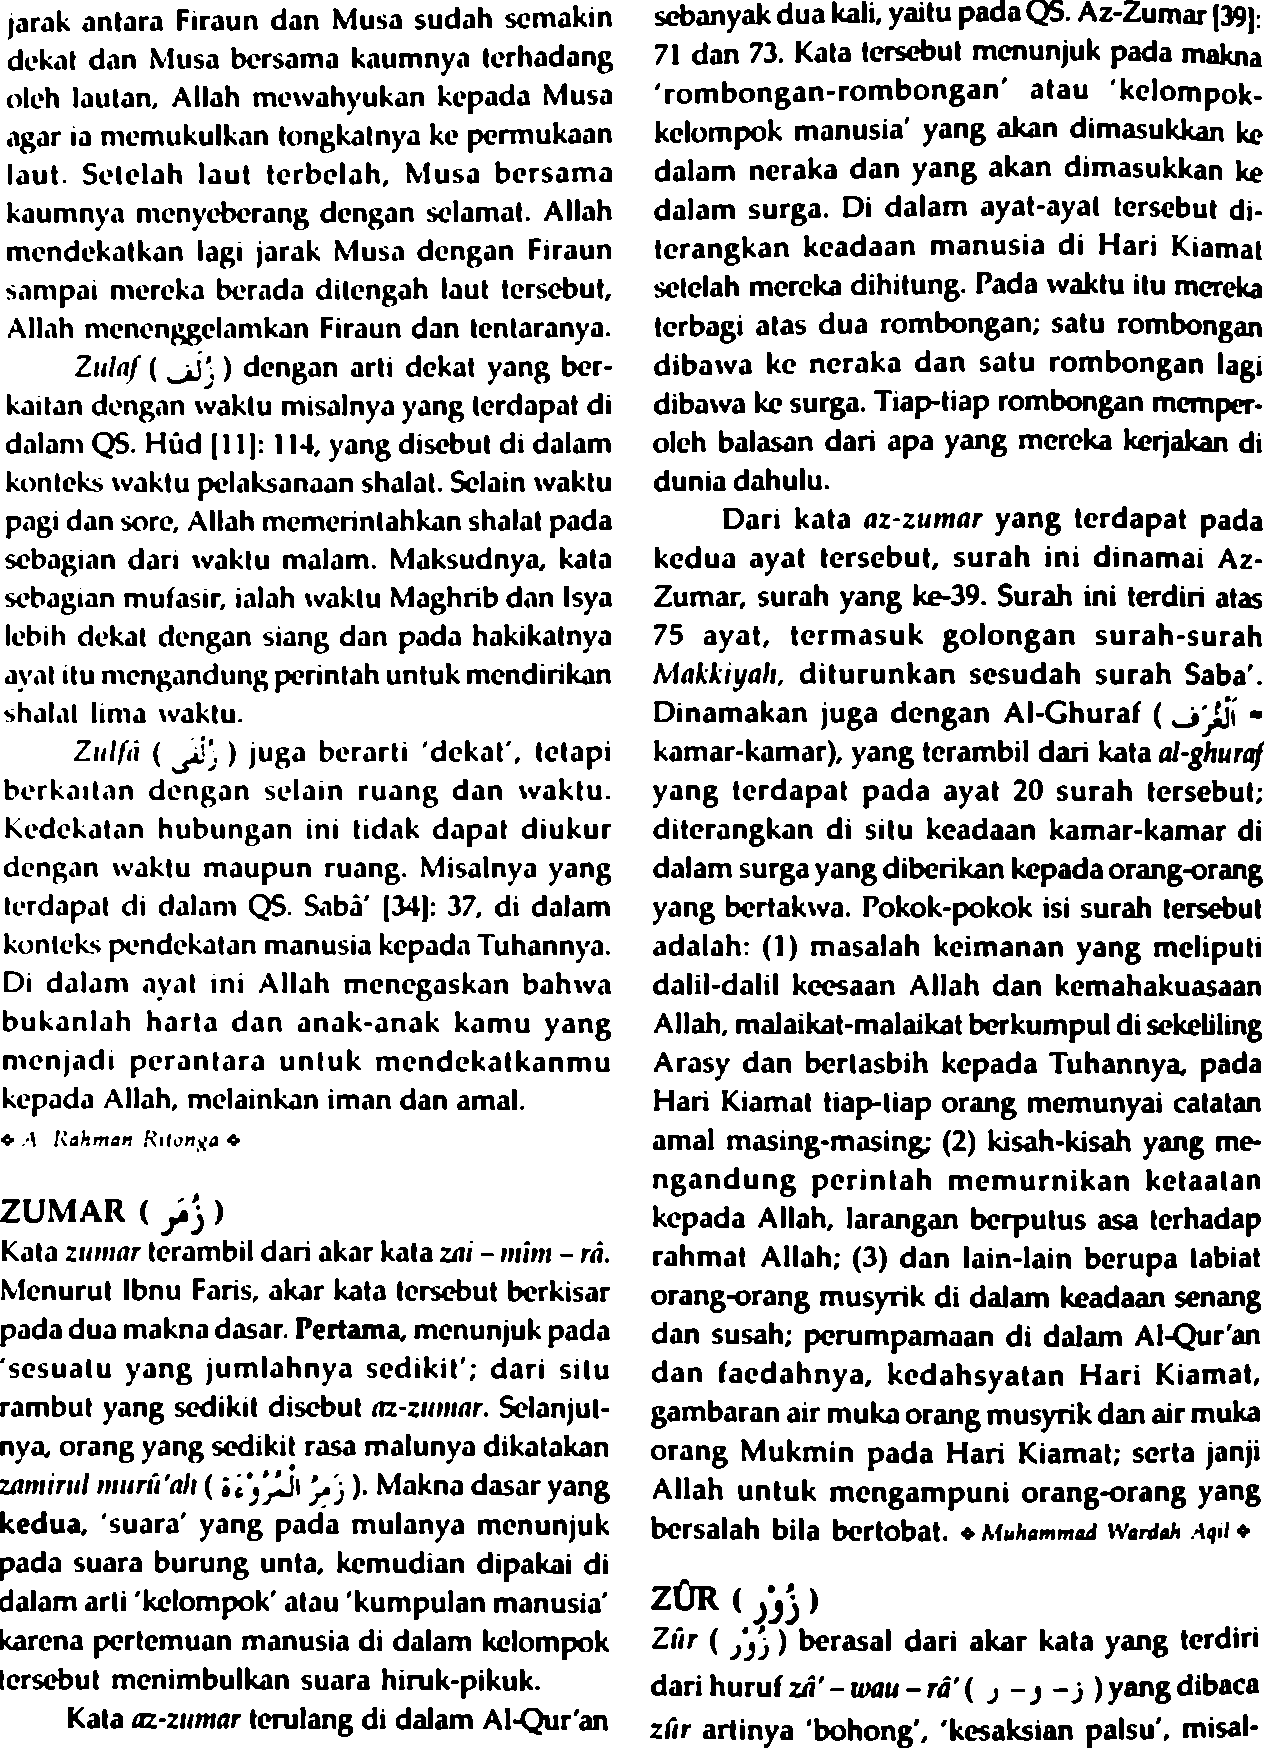 jarak antara Firaun dan Musa sudah semakin
dekat dan Musa bersama kaumnya terhadang
oleh lautan, Allah mewahyukan kepada Musa
agar ia memukulkan tongkatnya ke permukaan
laut. Setelah laut terbelah, Musa bersama
kaumnya menyeberang dengan selamat. Allah
mendekatkan lagi jarak Musa dengan Firaun
sampai mereka berada ditengah laut tersebut,
Allah menenggelamkan Firaun dan tentaranya.
Zulaf ( زُلَف ) dengan arti dekat yang ber-
kaitan dengan waktu misalnya yang terdapat di
dalam QS. Hûd [11]: 114, yang disebut di dalam
konteks waktu pelaksanaan shalat. Selain waktu
pagi dan sore, Allah memerintahkan shalat pada
sebagian dari waktu malam. Maksudnya, kata
sebagian mufasir, ialah waktu Maghrib dan Isya
lebih dekat dengan siang dan pada hakikatnya
ayat itu mengandung perintah untuk mendirikan
shalat lima waktu.
Zulfâ ( زُلْفَى ) juga berarti 'dekat', tetapi
berkaitan dengan selain ruang dan waktu.
Kedekatan hubungan ini tidak dapat diukur
dengan waktu maupun ruang. Misalnya yang
terdapat di dalam QS. Sabâ' [34]: 37, di dalam
konteks pendekatan manusia kepada Tuhannya.
Di dalam ayat ini Allah menegaskan bahwa
bukanlah harta dan anak-anak kamu yang
menjadi perantara untuk mendekatkanmu
kepada Allah, melainkan iman dan amal.
❖ A Rahman Ritonga ❖
ZUMAR ( زُمَر )
Kata zumar terambil dari akar kata zai – mîm – râ.
Menurut Ibnu Faris, akar kata tersebut berkisar
pada dua makna dasar. Pertama, menunjuk pada
'sesuatu yang jumlahnya sedikit'; dari situ
rambut yang sedikit disebut az-zumar. Selanjut-
nya, orang yang sedikit rasa malunya dikatakan
zamirul murû'ah ( زَمِرُ الْمُرُوْءَة ). Makna dasar yang
kedua, 'suara' yang pada mulanya menunjuk
pada suara burung unta, kemudian dipakai di
dalam arti 'kelompok' atau 'kumpulan manusia'
karena pertemuan manusia di dalam kelompok
tersebut menimbulkan suara hiruk-pikuk.
Kata az-zumar terulang di dalam Al-Qur'an
sebanyak dua kali, yaitu pada QS. Az-Zumar [39]:
71 dan 73. Kata tersebut menunjuk pada makna
'rombongan-rombongan' atau 'kelompok-
kelompok manusia' yang akan dimasukkan ke
dalam neraka dan yang akan dimasukkan ke
dalam surga. Di dalam ayat-ayat tersebut di-
terangkan keadaan manusia di Hari Kiamat
setelah mereka dihitung. Pada waktu itu mereka
terbagi atas dua rombongan; satu rombongan
dibawa ke neraka dan satu rombongan lagi
dibawa ke surga. Tiap-tiap rombongan memper-
oleh balasan dari apa yang mereka kerjakan di
dunia dahulu.
Dari kata az-zumar yang terdapat pada
kedua ayat tersebut, surah ini dinamai Az-
Zumar, surah yang ke-39. Surah ini terdiri atas
75 ayat, termasuk golongan surah-surah
Makkiyah, diturunkan sesudah surah Saba'.
Dinamakan juga dengan Al-Ghuraf ( اَلْغُرَف =
kamar-kamar), yang terambil dari kata al-ghuraf
yang terdapat pada ayat 20 surah tersebut;
diterangkan di situ keadaan kamar-kamar di
dalam surga yang diberikan kepada orang-orang
yang bertakwa. Pokok-pokok isi surah tersebut
adalah: (1) masalah keimanan yang meliputi
dalil-dalil keesaan Allah dan kemahakuasaan
Allah, malaikat-malaikat berkumpul di sekeliling
Arasy dan bertasbih kepada Tuhannya, pada
Hari Kiamat tiap-tiap orang memunyai catatan
amal masing-masing; (2) kisah-kisah yang me-
ngandung perintah memurnikan ketaatan
kepada Allah, larangan berputus asa terhadap
rahmat Allah; (3) dan lain-lain berupa tabiat
orang-orang musyrik di dalam keadaan senang
dan susah; perumpamaan di dalam Al-Qur'an
dan faedahnya, kedahsyatan Hari Kiamat,
gambaran air muka orang musyrik dan air muka
orang Mukmin pada Hari Kiamat; serta janji
Allah untuk mengampuni orang-orang yang
bersalah bila bertobat. ❖ Muhammad Wardah Aqil ❖
ZÛR ( زُوْر )
Zûr ( زُوْر ) berasal dari akar kata yang terdiri
dari huruf zâ' – wau – râ' ( ز – و – ر ) yang dibaca
zûr artinya 'bohong', 'kesaksian palsu', misal-